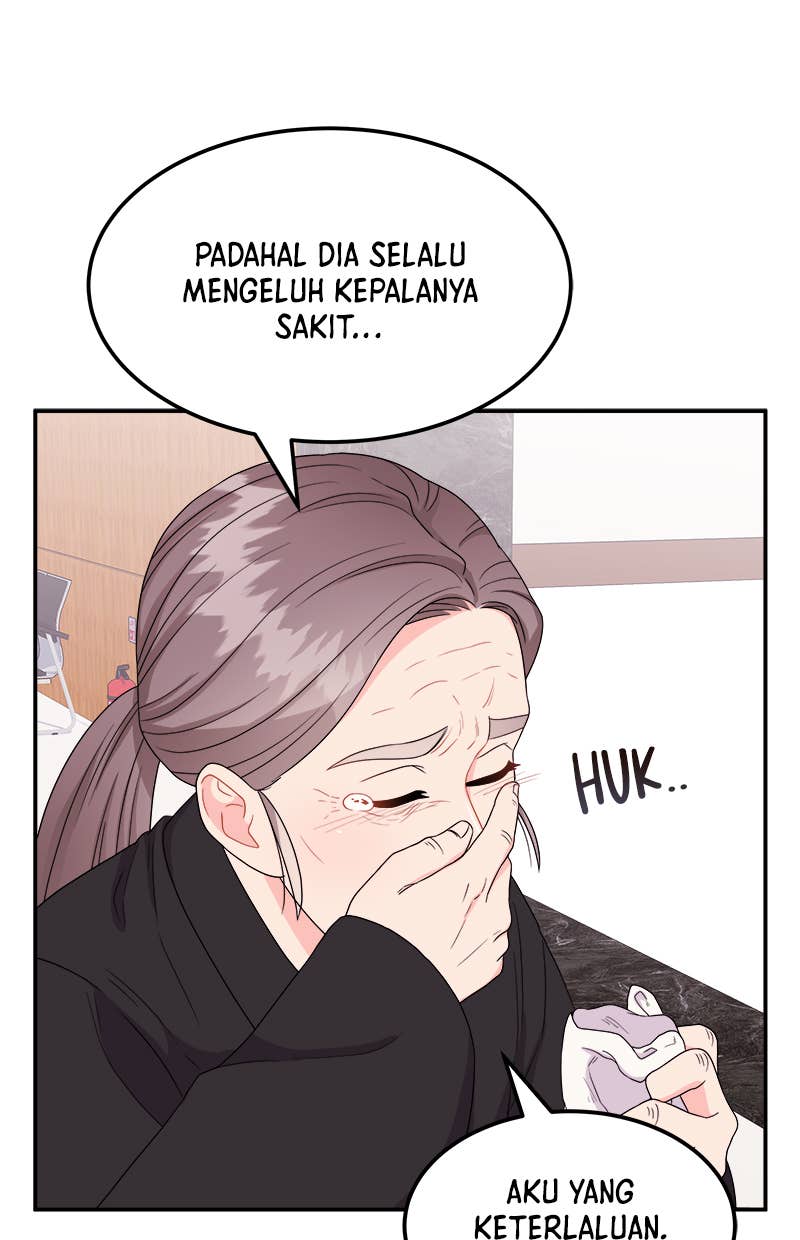 PADAHAL DIA SELALU
MENGELUH KEPALANYA
SAKIT...
HUK..
AKU YANG
KETERLALUAN.